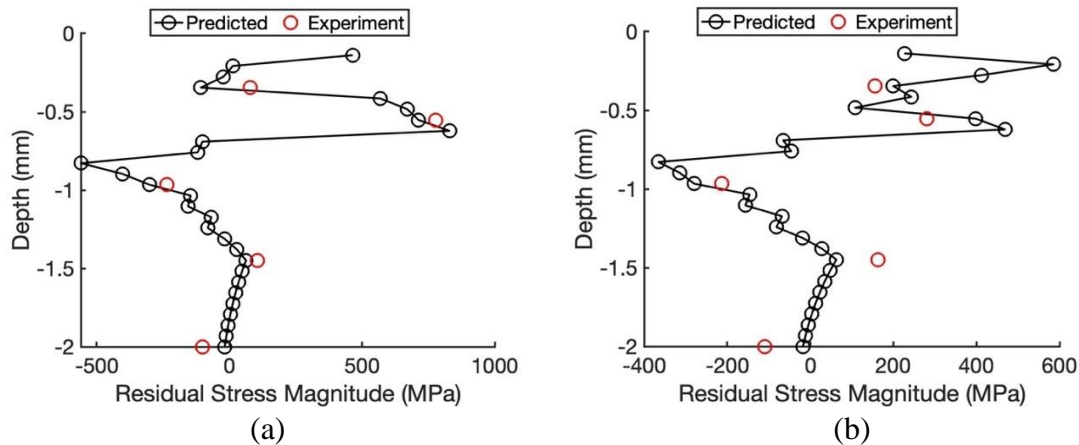 Predicted Experiment
0
-0.5
-1
-1.5
-2
Depth (mm)
-500 0 500 1000
Residual Stress Magnitude (MPa)
(a)
Predicted Experiment
0
-0.5
-1
-1.5
-2
Depth (mm)
-400 -200 0 200 400 600
Residual Stress Magnitude (MPa)
(b)